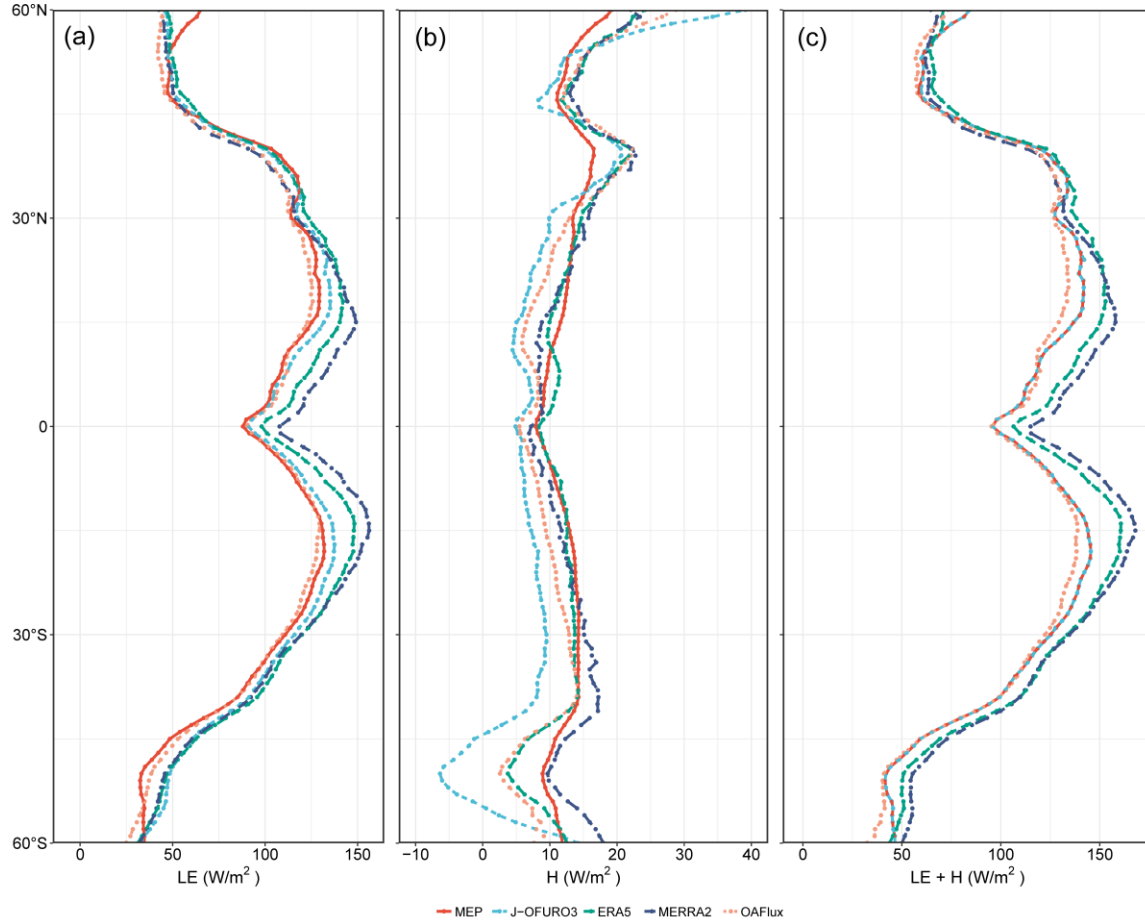 60°N
(a)
(b)
(c)
30°N
0
30°S
60°S
0 50 100 150
−10 0 10 20 30 40
0 50 100 150
LE (W/m² )
H (W/m² )
LE + H (W/m² )
MEP J−OFURO3 ERA5 MERRA2 OAFlux